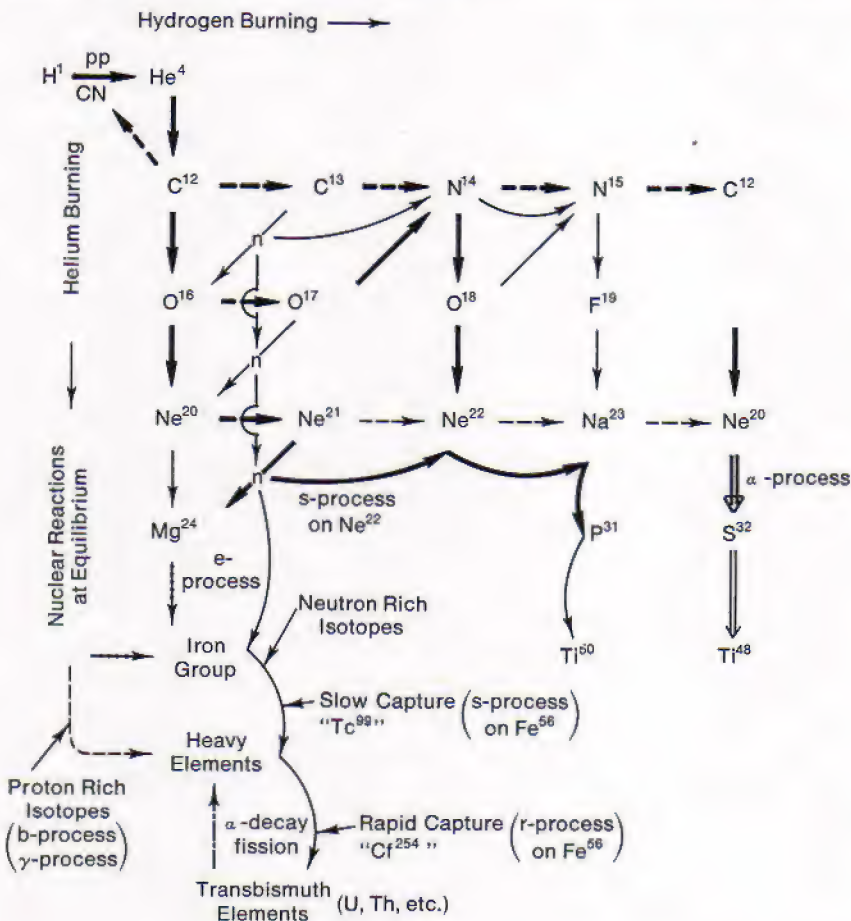 Hydrogen Burning
pp
H¹ He⁴
CN
Helium Burning
C¹² C¹³ N¹⁴ N¹⁵ C¹²
n
O¹⁶ O¹⁷ O¹⁸ F¹⁹
n
Ne²⁰ Ne²¹ Ne²² Na²³ Ne²⁰
n
α-process
s-process
on Ne²²
Mg²⁴ P³¹ S³²
Nuclear Reactions
at Equilibrium
e-
process
Neutron Rich
Isotopes
Iron
Group
Ti⁵⁰ Ti⁴⁸
Slow Capture (s-process
"Tc⁹⁹" on Fe⁵⁶)
Heavy
Elements
Proton Rich
Isotopes
(b-process
γ-process)
α-decay
fission
Rapid Capture (r-process
"Cf²⁵⁴" on Fe⁵⁶)
Transbismuth
Elements (U, Th, etc.)